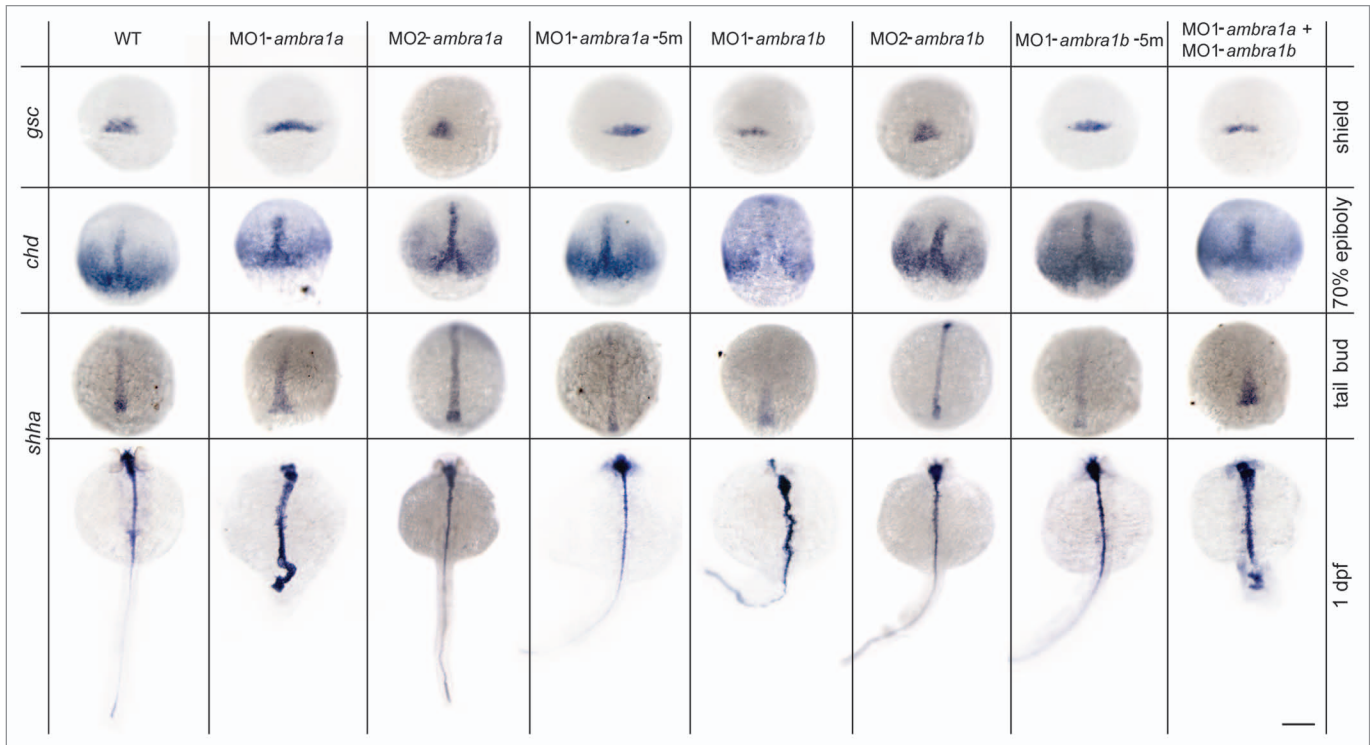 WT
MO1-ambra1a
MO2-ambra1a
MO1-ambra1a -5m
MO1-ambra1b
MO2-ambra1b
MO1-ambra1b -5m
MO1-ambra1a +
MO1-ambra1b
gsc
shield
chd
70% epiboly
shha
tail bud
1 dpf